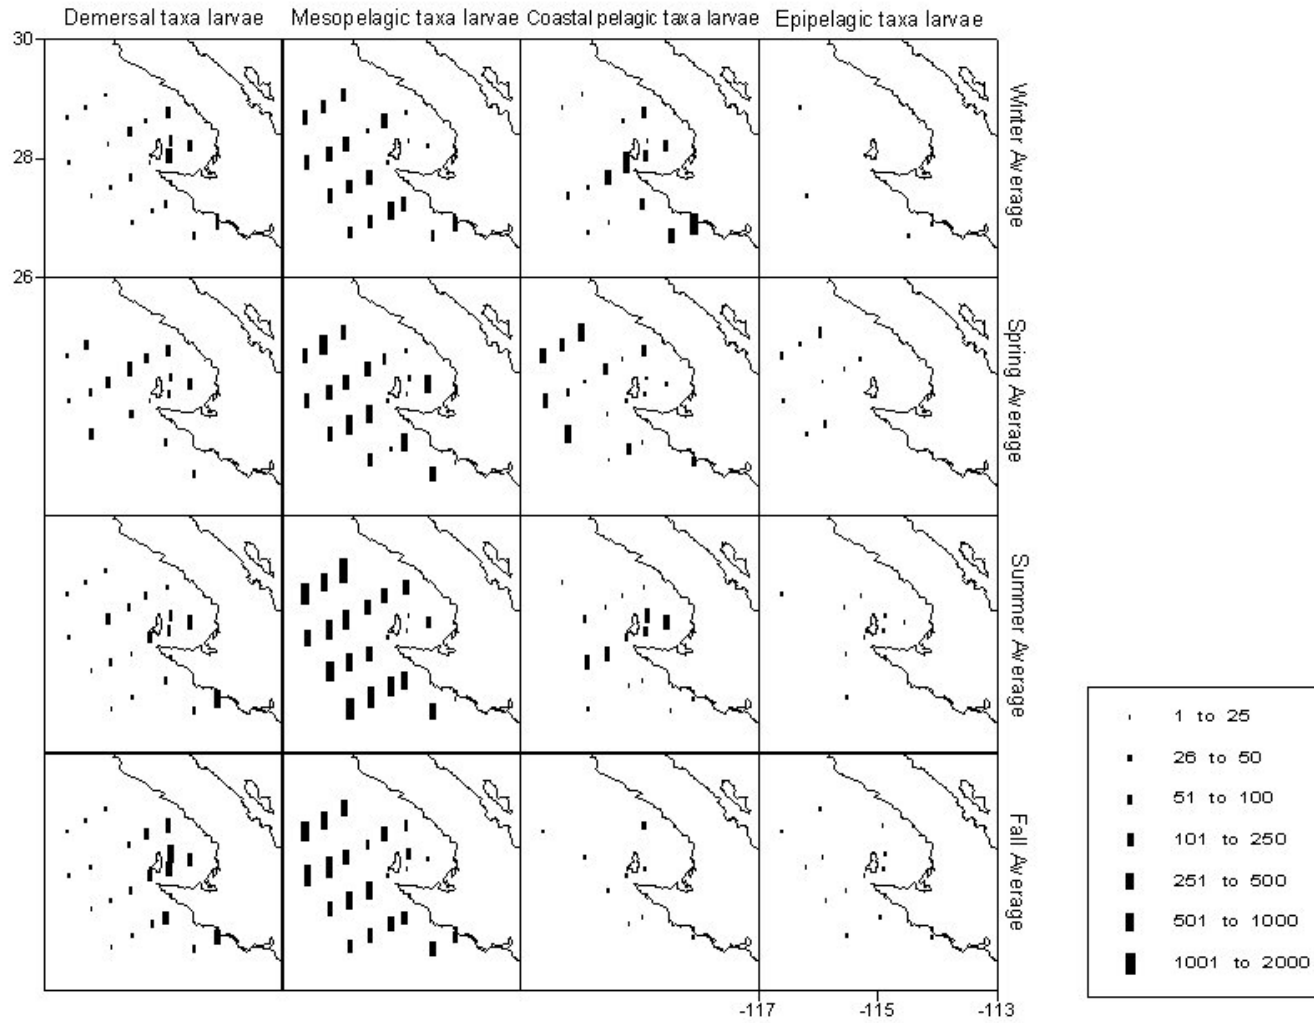 Demersal taxa larvae Mesopelagic taxa larvae Coastal pelagic taxa larvae Epipelagic taxa larvae
30
28
26
Winter Average
Spring Average
Summer Average
Fall Average
1 to 25
26 to 50
51 to 100
101 to 250
251 to 500
501 to 1000
1001 to 2000
-117 -115 -113